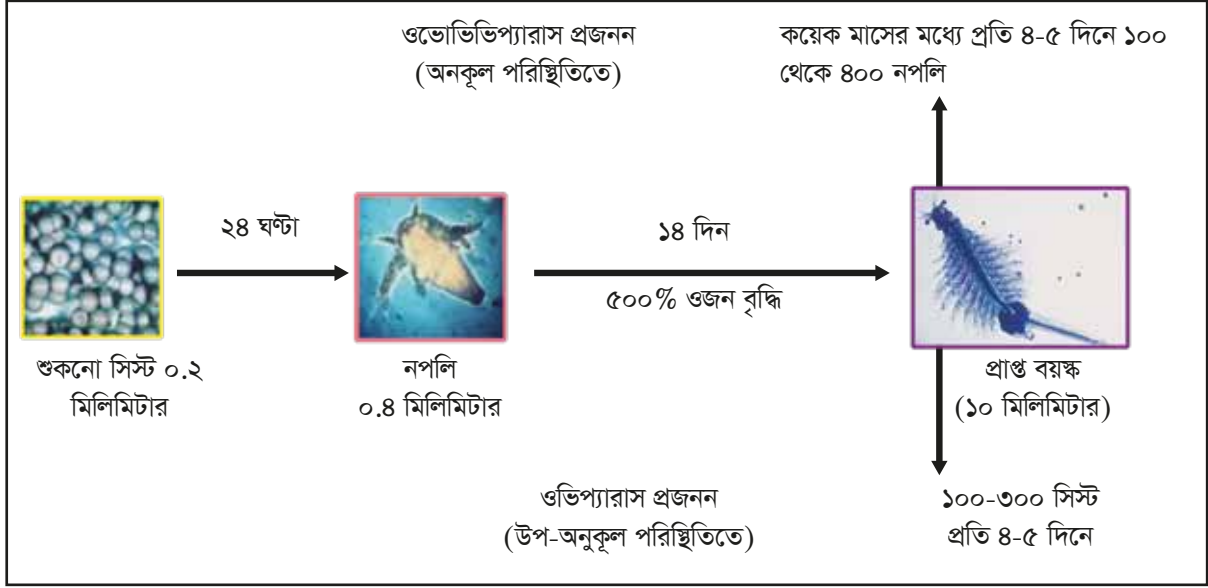 ওভোভিভিপ্যারাস প্রজনন
(অনকূল পরিস্থিতিতে)
কয়েক মাসের মধ্যে প্রতি ৪-৫ দিনে ১০০
থেকে ৪০০ নপলি
২৪ ঘণ্টা
১৪ দিন
৫০০% ওজন বৃদ্ধি
শুকনো সিস্ট ০.২
মিলিমিটার
নপলি
০.৪ মিলিমিটার
প্রাপ্ত বয়স্ক
(১০ মিলিমিটার)
ওভিপ্যারাস প্রজনন
(উপ-অনুকূল পরিস্থিতিতে)
১০০-৩০০ সিস্ট
প্রতি ৪-৫ দিনে